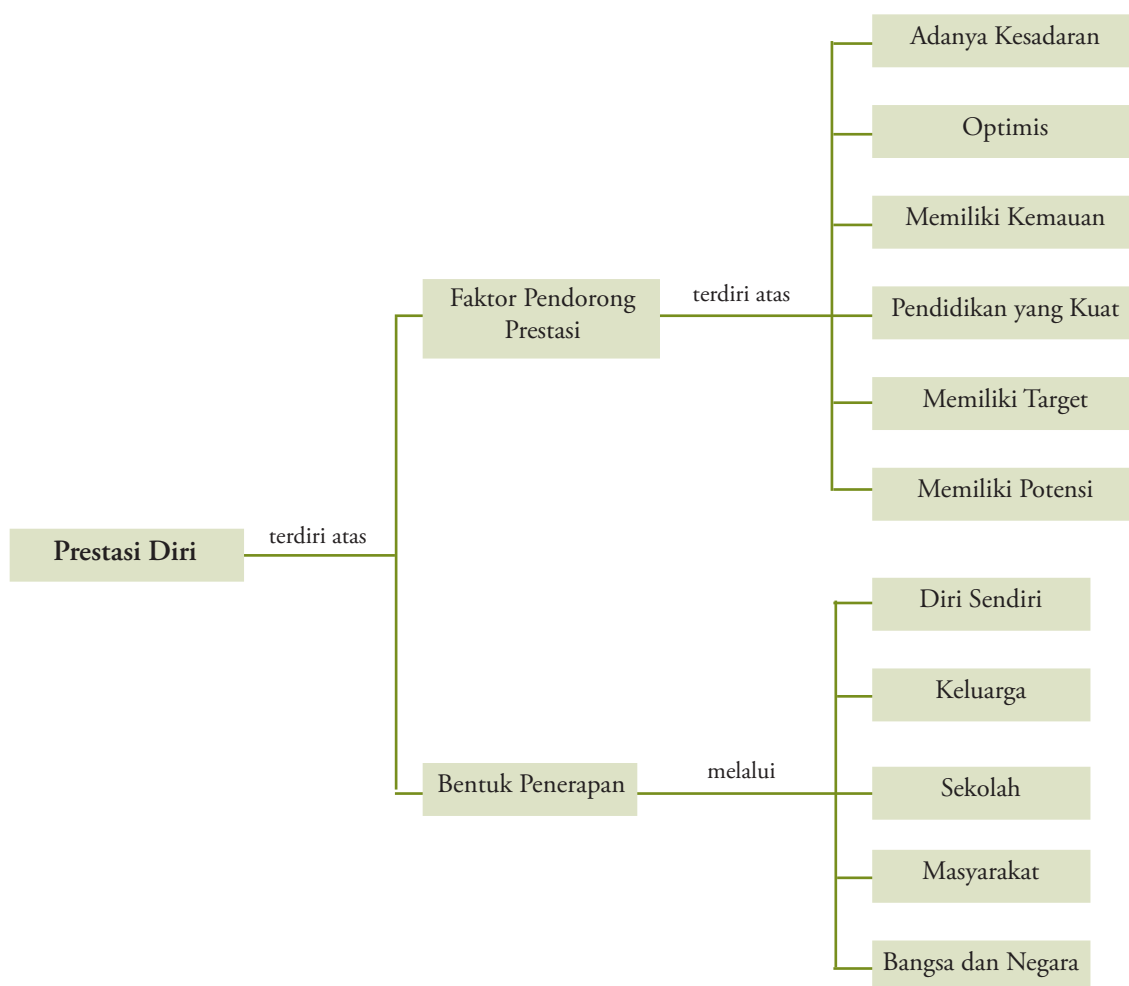 Prestasi Diri
terdiri atas
Faktor Pendorong
Prestasi
terdiri atas
Adanya Kesadaran
Optimis
Memiliki Kemauan
Pendidikan yang Kuat
Memiliki Target
Memiliki Potensi
Bentuk Penerapan
melalui
Diri Sendiri
Keluarga
Sekolah
Masyarakat
Bangsa dan Negara